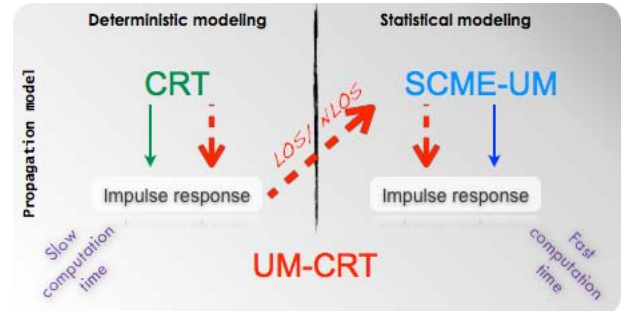 Deterministic modeling
Statistical modeling
Propagation model
CRT
SCME-UM
LOS/ NLOS
Impulse response
Impulse response
Slow
computation
time
UM-CRT
Fast
computation
time